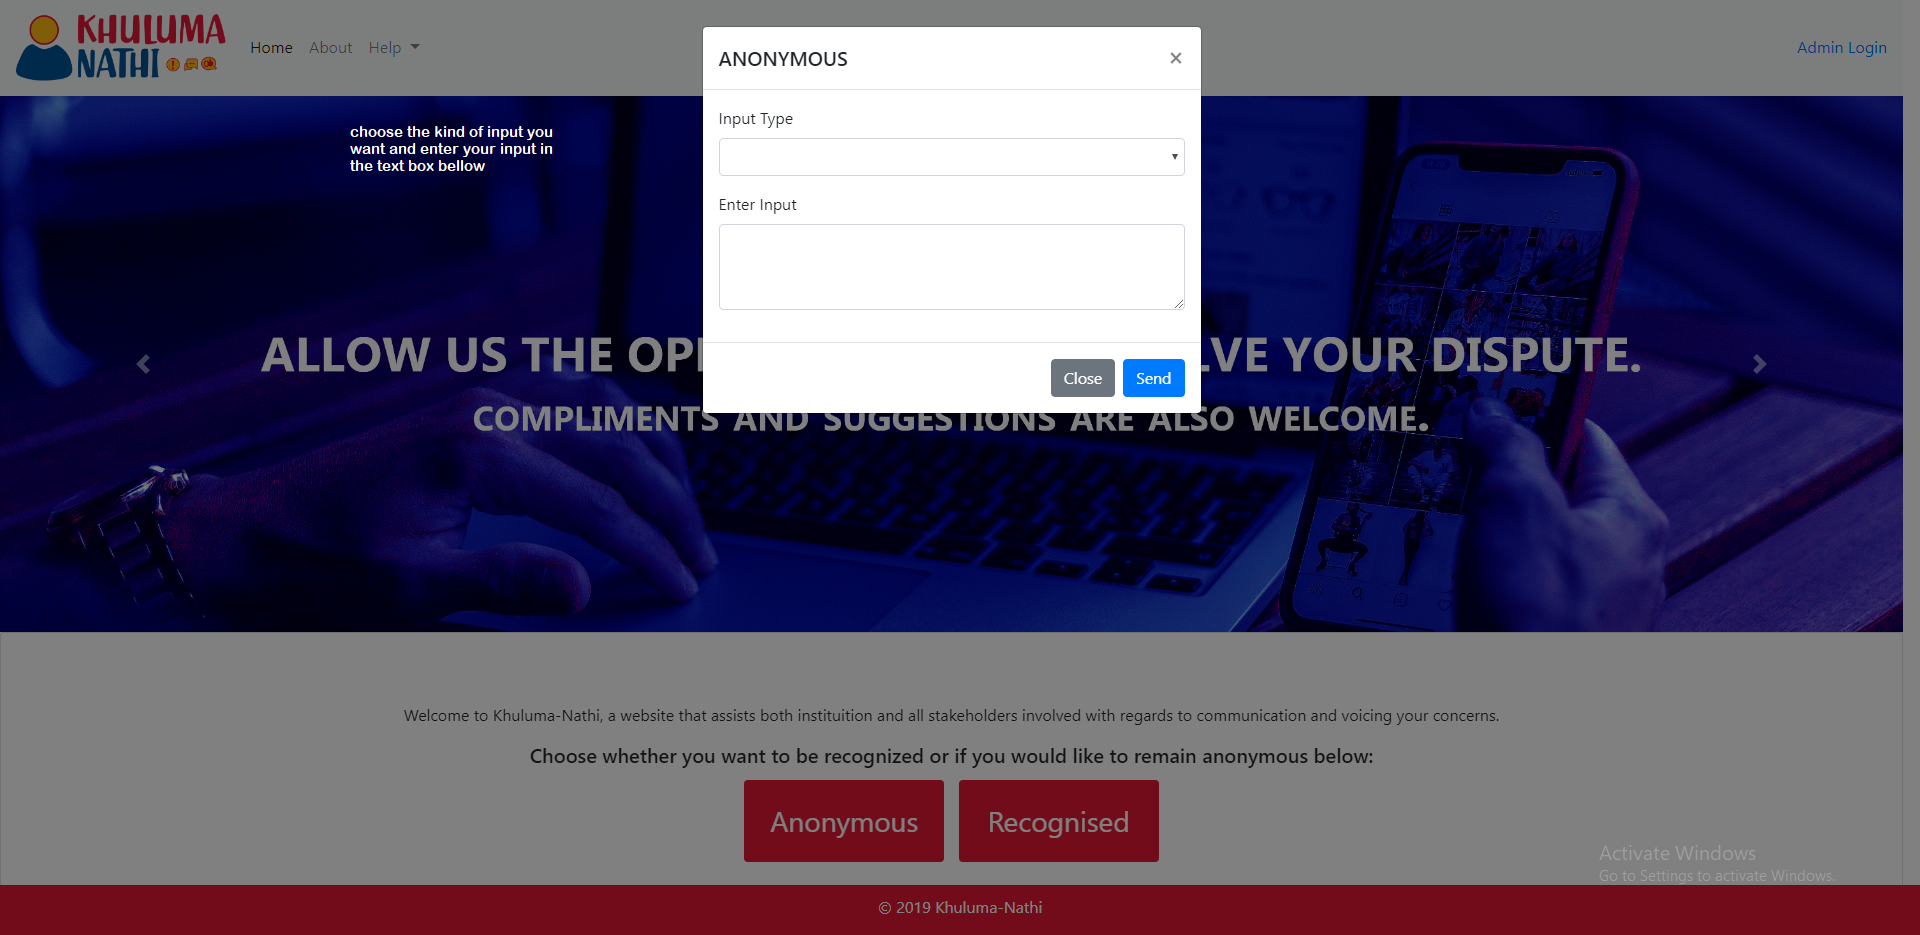 KHULUMA
NATHI
Home
About
Help
Admin Login
ANONYMOUS
×
Input Type
Enter Input
Close
Send
choose the kind of input you
want and enter your input in
the text box bellow
ALLOW US THE OP
LVE YOUR DISPUTE.
COMPLIMENTS AND SUGGESTIONS ARE ALSO WELCOME.
Welcome to Khuluma-Nathi, a website that assists both instituition and all stakeholders involved with regards to communication and voicing your concerns.
Choose whether you want to be recognized or if you would like to remain anonymous below:
Anonymous
Recognised
Activate Windows
Go to Settings to activate Windows.
© 2019 Khuluma-Nathi